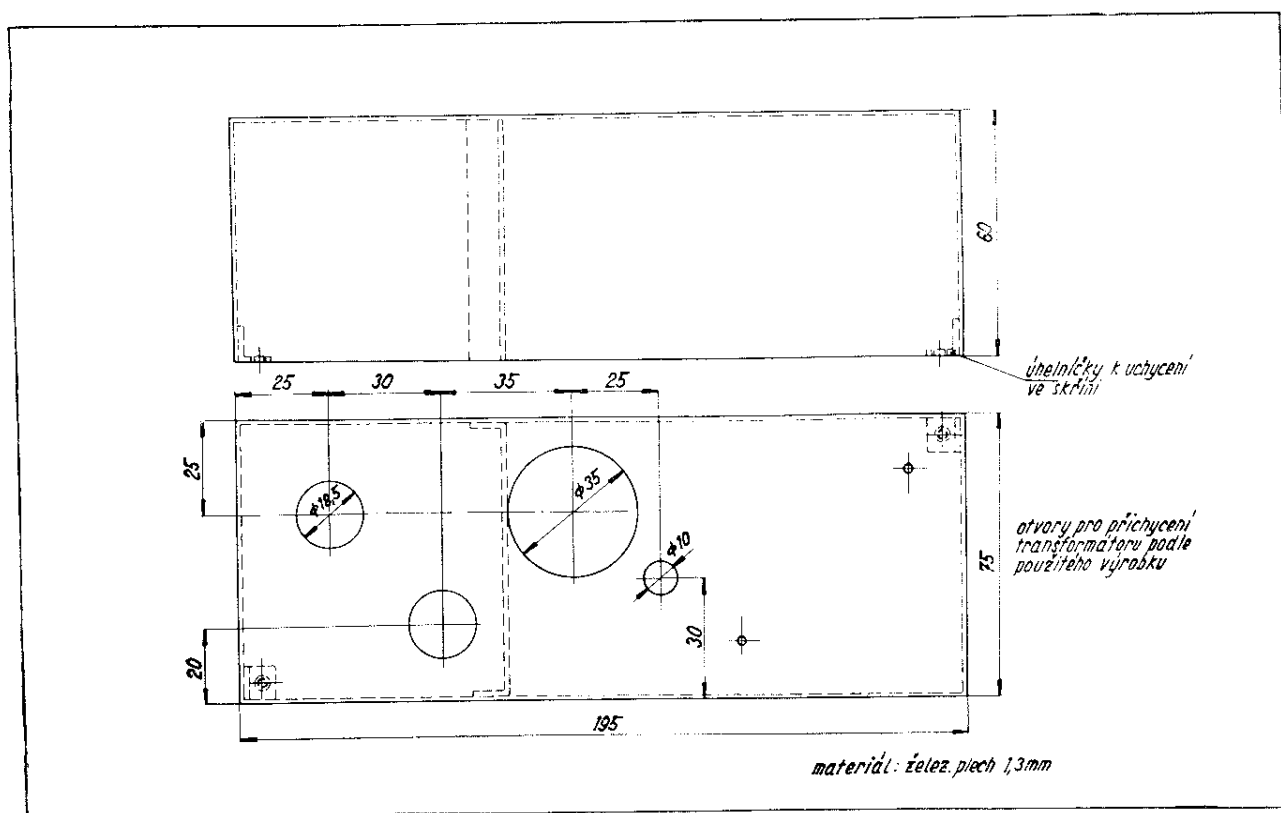 60
úhelníčky k uchycení
ve skříni
25 30 35 25
25
ϕ18,5
ϕ35
ϕ10
otvory pro přichycení
transformátoru podle
použitého výrobku
75
30
20
195
materiál: želez. plech 1,3mm